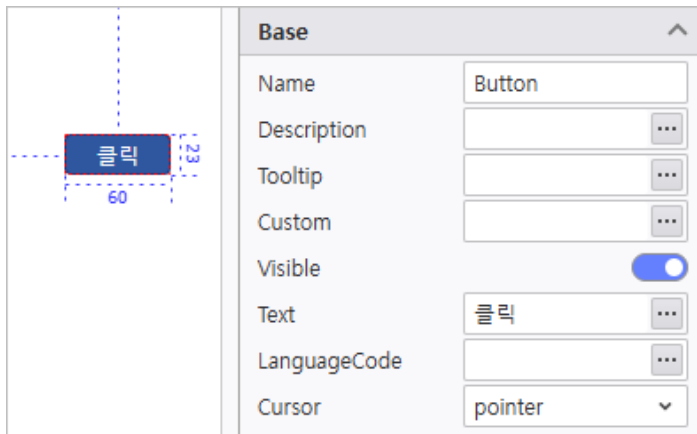 클릭
23
60
Base
Name Button
Description ...
Tooltip ...
Custom ...
Visible
Text 클릭 ...
LanguageCode ...
Cursor pointer